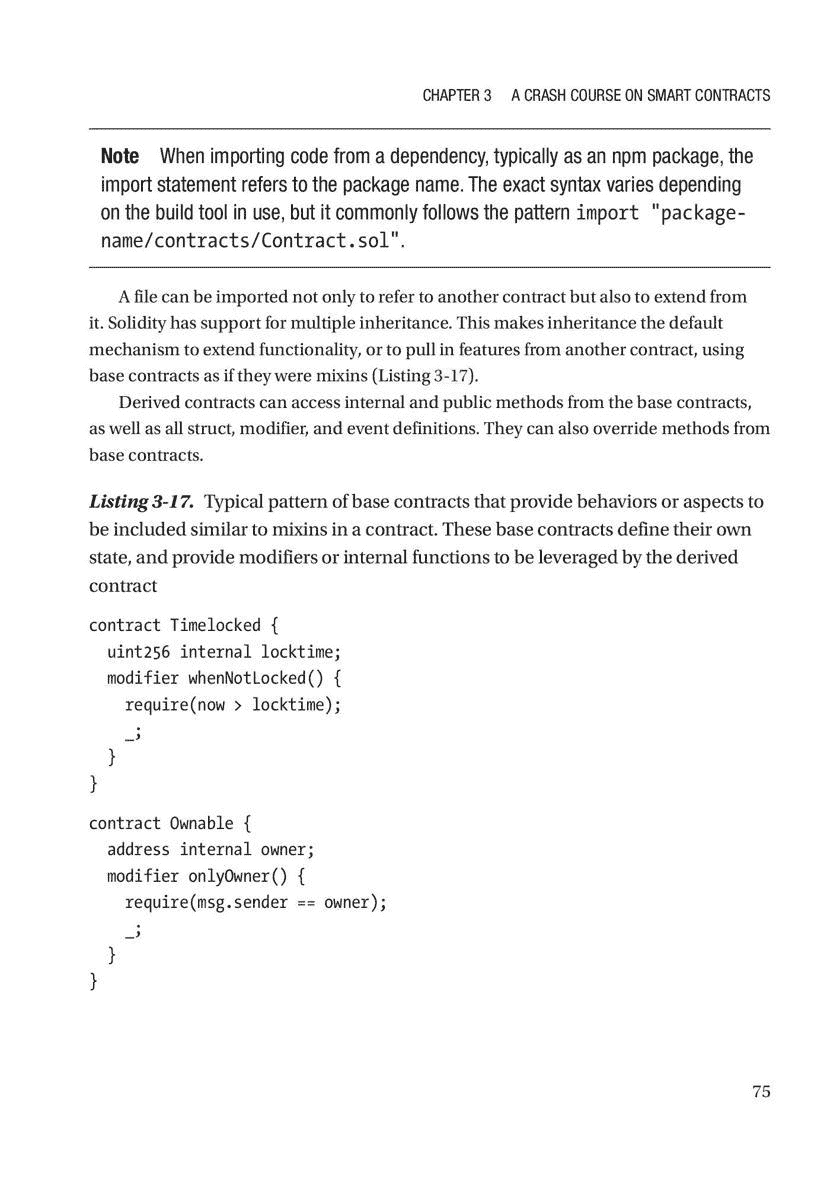 CHAPTER 3 A CRASH COURSE ON SMART CONTRACTS
Note When importing code from a dependency, typically as an npm package, the
import statement refers to the package name. The exact syntax varies depending
on the build tool in use, but it commonly follows the pattern import "package-
name/contracts/Contract.sol".
A file can be imported not only to refer to another contract but also to extend from
it. Solidity has support for multiple inheritance. This makes inheritance the default
mechanism to extend functionality, or to pull in features from another contract, using
base contracts as if they were mixins (Listing 3-17).
Derived contracts can access internal and public methods from the base contracts,
as well as all struct, modifier, and event definitions. They can also override methods from
base contracts.
Listing 3-17. Typical pattern of base contracts that provide behaviors or aspects to
be included similar to mixins in a contract. These base contracts define their own
state, and provide modifiers or internal functions to be leveraged by the derived
contract
contract Timelocked {
uint256 internal locktime;
modifier whenNotLocked() {
require(now > locktime);
_;
}
}
contract Ownable {
address internal owner;
modifier onlyOwner() {
require(msg.sender == owner);
_;
}
}
75